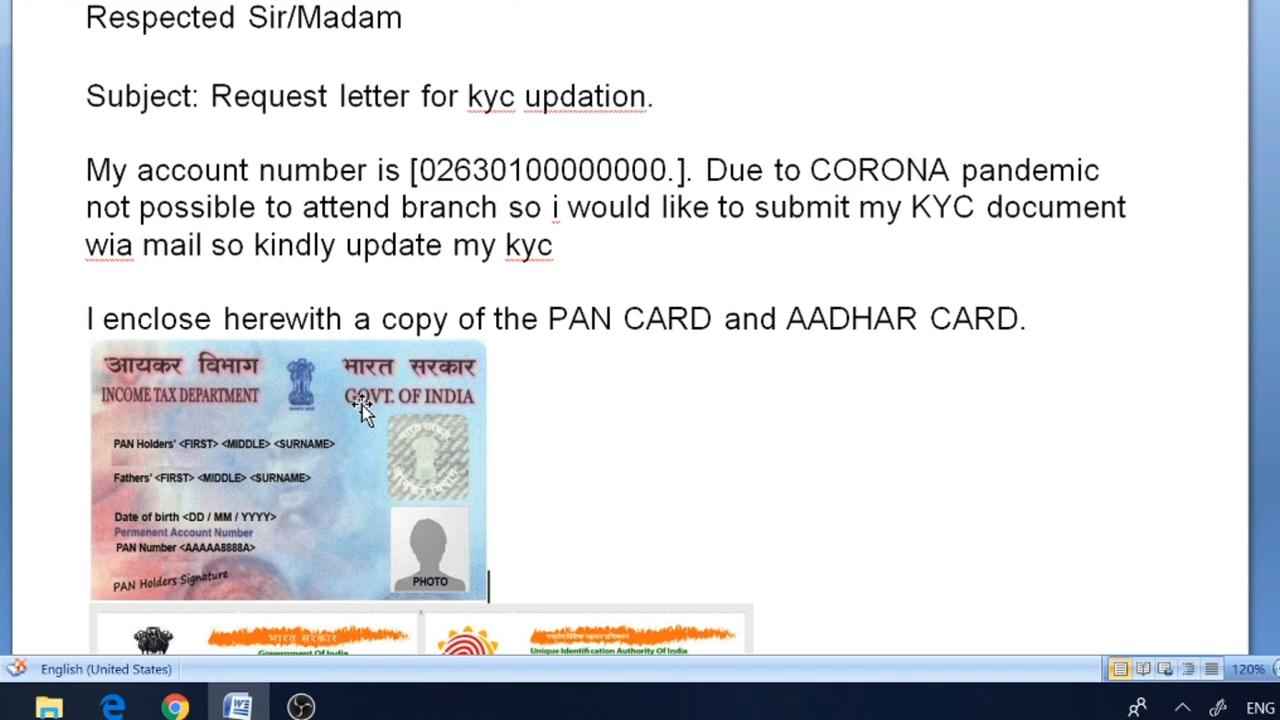 Respected Sir/Madam
Subject: Request letter for kyc updation.
My account number is [02630100000000.]. Due to CORONA pandemic
not possible to attend branch so i would like to submit my KYC document
wia mail so kindly update my kyc
I enclose herewith a copy of the PAN CARD and AADHAR CARD.
आयकर विभाग
भारत सरकार
INCOME TAX DEPARTMENT
GOVT. OF INDIA
PAN Holders' <FIRST> <MIDDLE> <SURNAME>
Fathers' <FIRST> <MIDDLE> <SURNAME>
Date of birth <DD / MM / YYYY>
Permanent Account Number
PAN Number <AAAAA8888A>
PAN Holders Signature
PHOTO
भारत सरकार
Government Of India
Unique Identification Authority Of India
English (United States)
120%
ENG